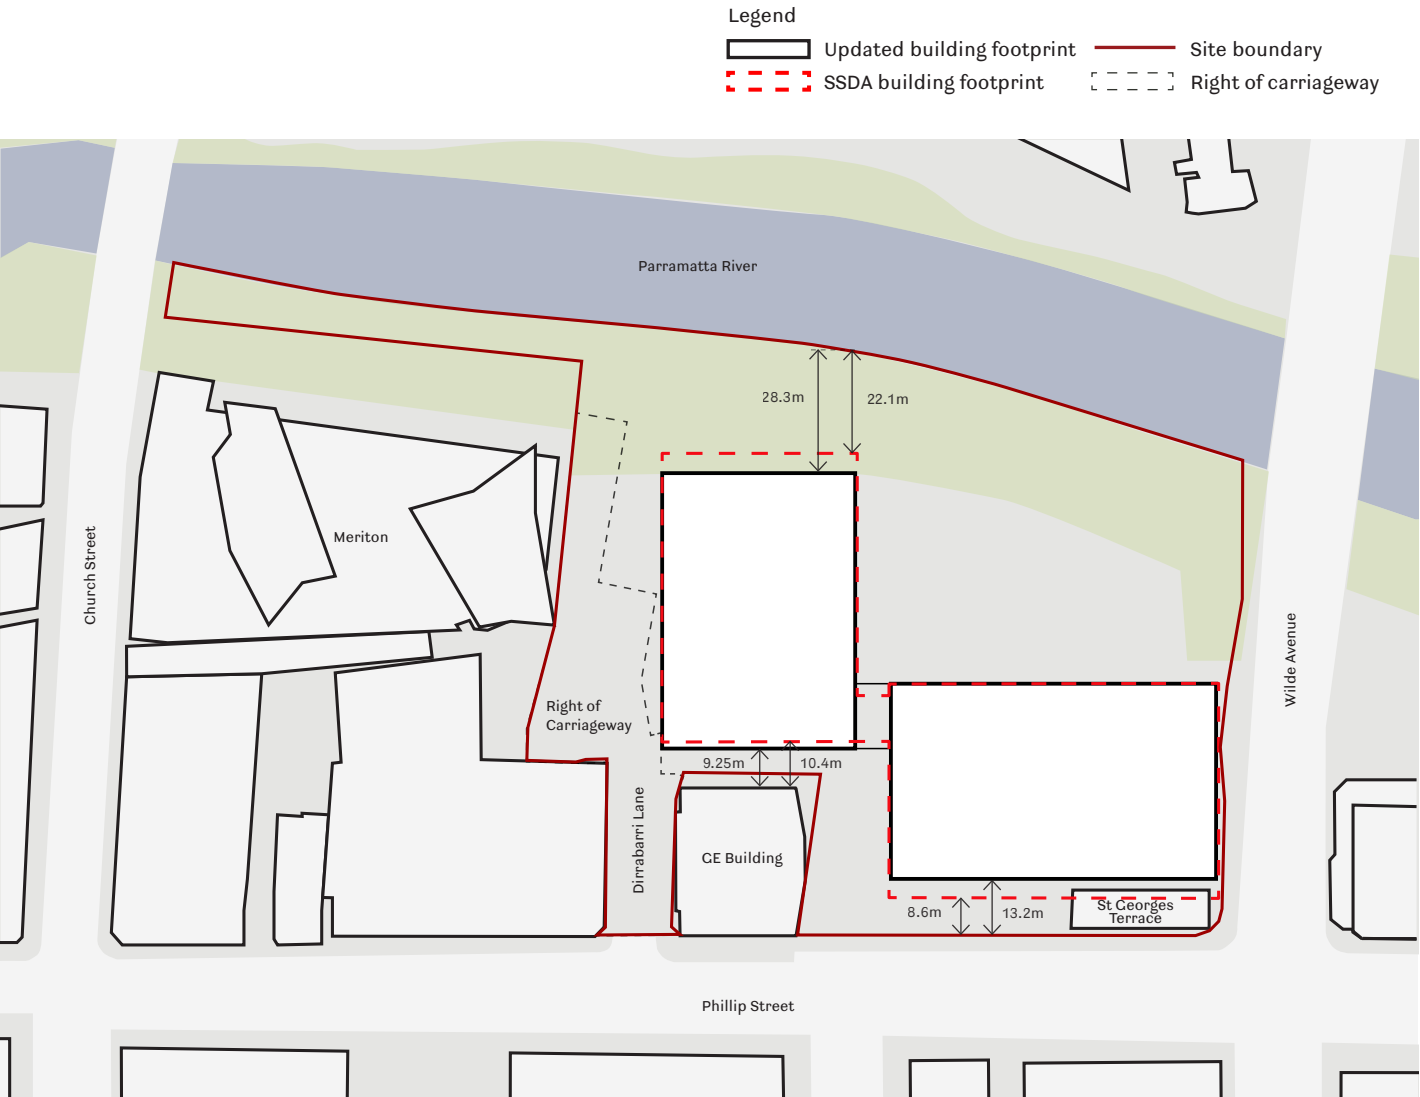 Legend
Updated building footprint
Site boundary
SSDA building footprint
Right of carriageway
Parramatta River
28.3m
22.1m
Church Street
Meriton
Wilde Avenue
Right of
Carriageway
9.25m
10.4m
Dirrabarri Lane
GE Building
8.6m
13.2m
St Georges
Terrace
Phillip Street